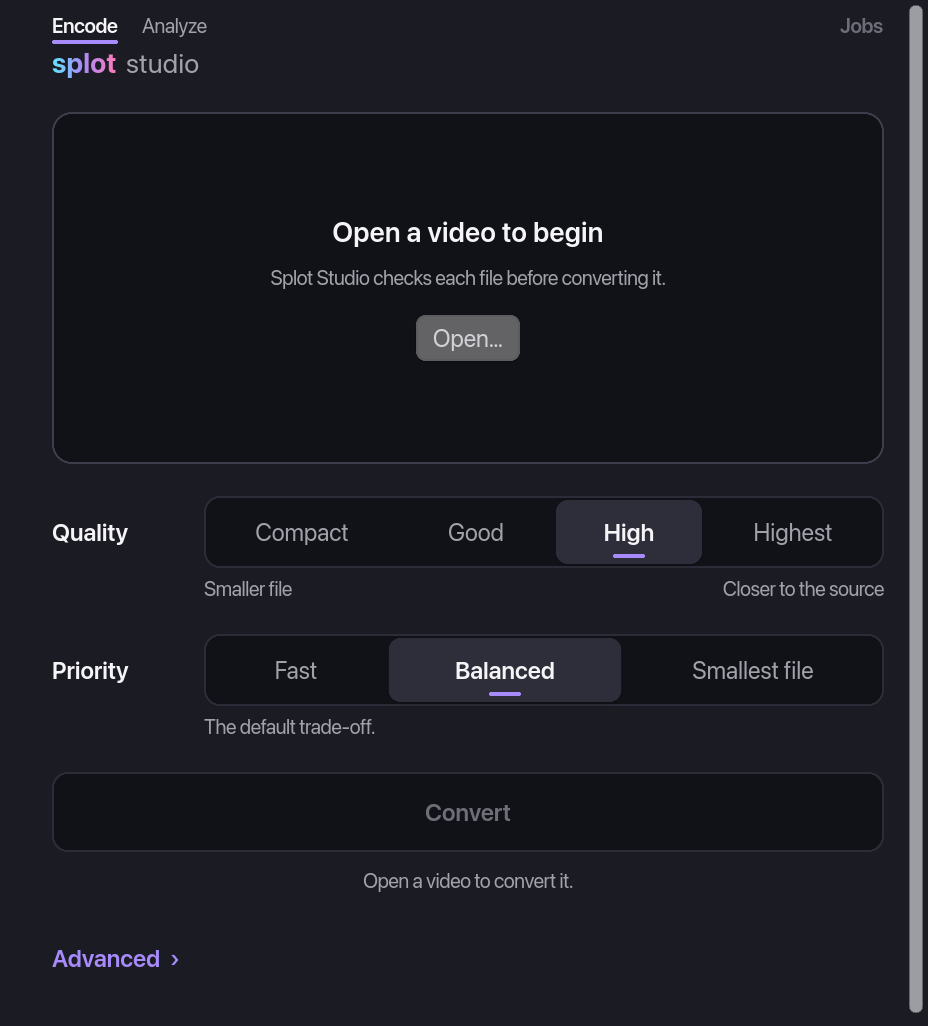 Encode Analyze Jobs
splot studio
Open a video to begin
Splot Studio checks each file before converting it.
Open...
Quality Compact Good High Highest
Smaller file Closer to the source
Priority Fast Balanced Smallest file
The default trade-off.
Convert
Open a video to convert it.
Advanced ›